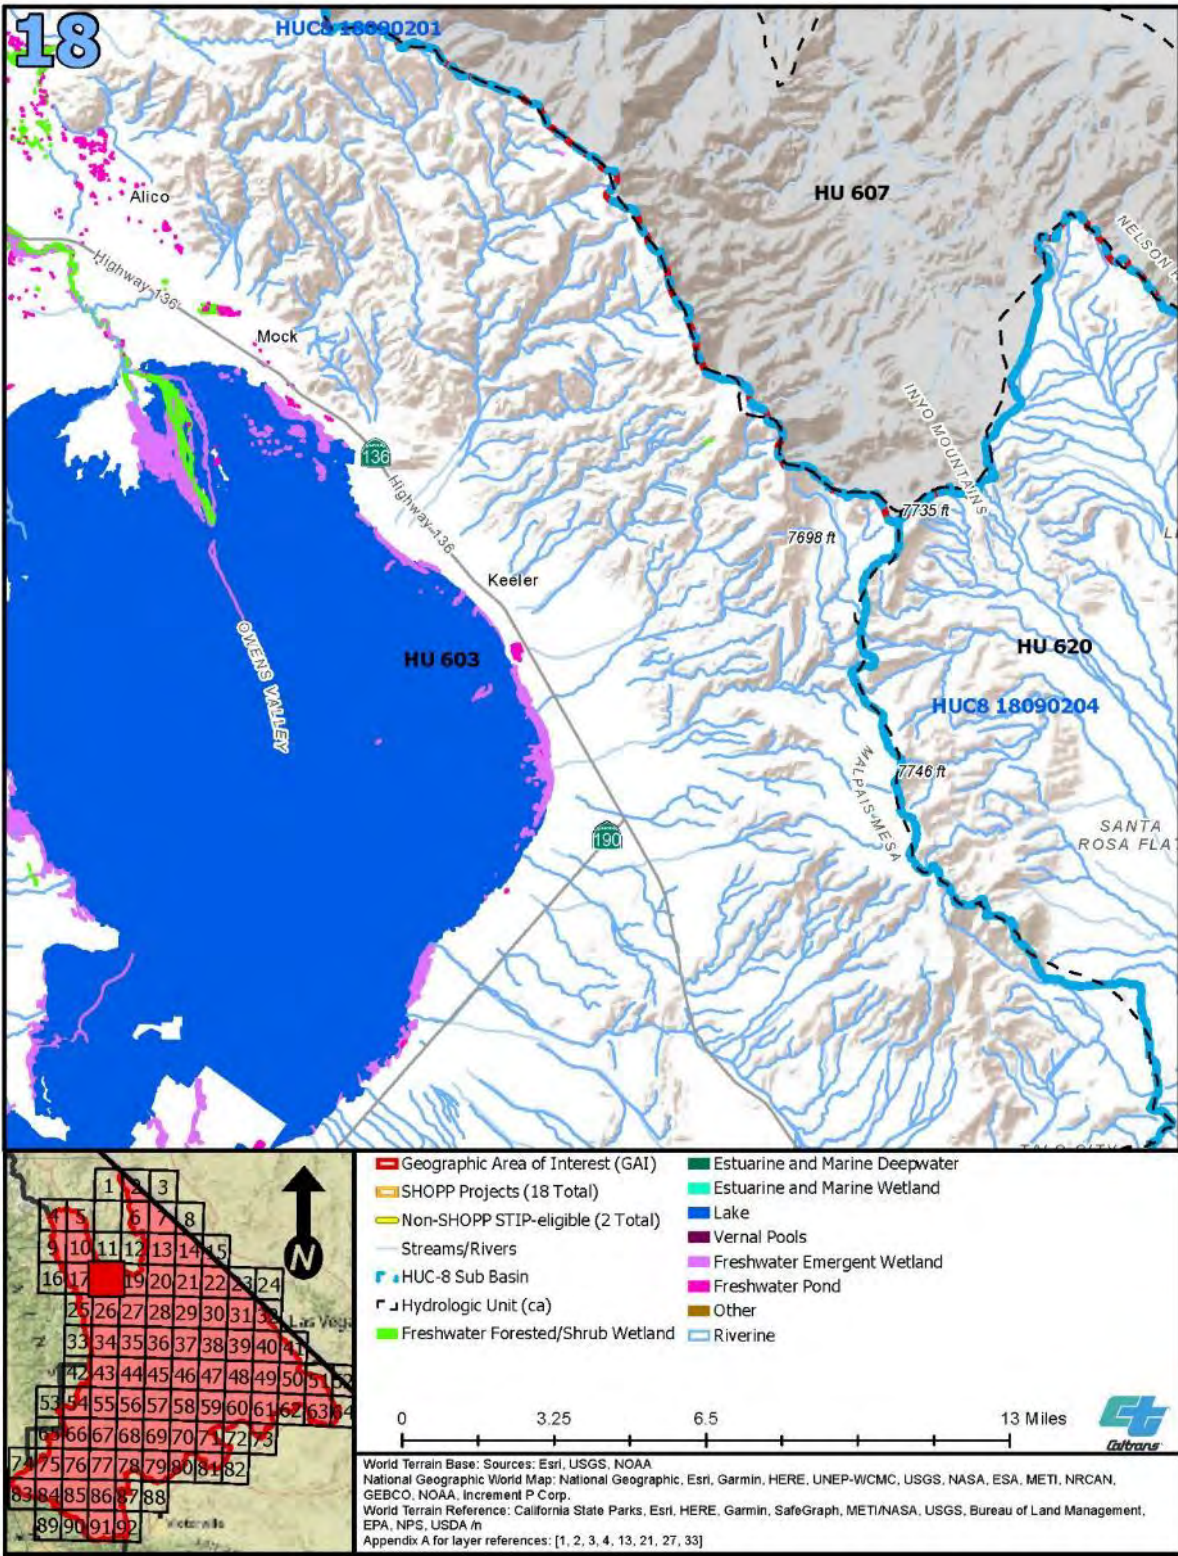 18
HUC8 18090201
HU 607
Alico
Highway-136
NELSON
Mock
INYO MOUNTAINS
136
Highway-136
7735 ft
7698 ft
Keeler
OWENS VALLEY
HU 603
HU 620
HUC8 18090204
MALPAIS MESA
7746 ft
SANTA
ROSA FLAT
190
TALC CITY
1 2 3
4 5 6 7 8
9 10 11 12 13 14 15
16 17 19 20 21 22 23 24
25 26 27 28 29 30 31 32
Las Vega
33 34 35 36 37 38 39 40 41
42 43 44 45 46 47 48 49 50 51 52
53 54 55 56 57 58 59 60 61 62 63 64
65 66 67 68 69 70 71 72 73
74 75 76 77 78 79 80 81 82
83 84 85 86 87 88
89 90 91 92
Victorville
N
Geographic Area of Interest (GAI)
SHOPP Projects (18 Total)
Non-SHOPP STIP-eligible (2 Total)
Streams/Rivers
HUC-8 Sub Basin
Hydrologic Unit (ca)
Freshwater Forested/Shrub Wetland
Estuarine and Marine Deepwater
Estuarine and Marine Wetland
Lake
Vernal Pools
Freshwater Emergent Wetland
Freshwater Pond
Other
Riverine
0 3.25 6.5 13 Miles
Caltrans
World Terrain Base: Sources: Esri, USGS, NOAA
National Geographic World Map: National Geographic, Esri, Garmin, HERE, UNEP-WCMC, USGS, NASA, ESA, METI, NRCAN,
GEBCO, NOAA, Increment P Corp.
World Terrain Reference: California State Parks, Esri, HERE, Garmin, SafeGraph, METI/NASA, USGS, Bureau of Land Management,
EPA, NPS, USDA /n
Appendix A for layer references: [1, 2, 3, 4, 13, 21, 27, 33]